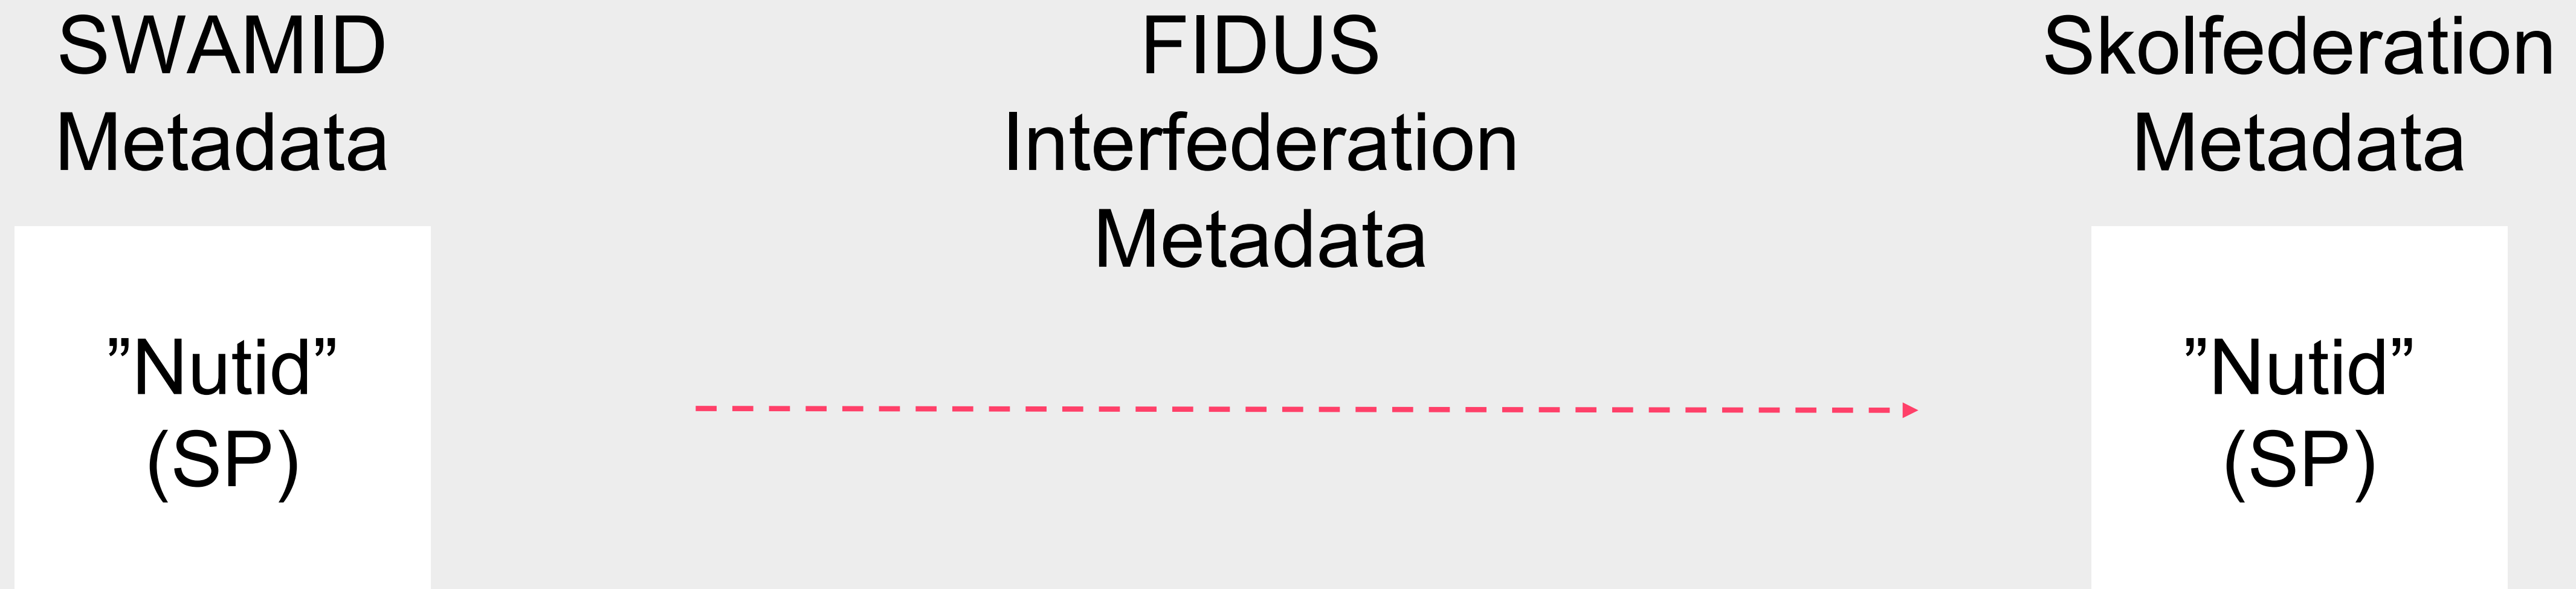 SWAMID
Metadata
FIDUS
Interfederation
Metadata
Skolfederation
Metadata
”Nutid”
(SP)
”Nutid”
(SP)